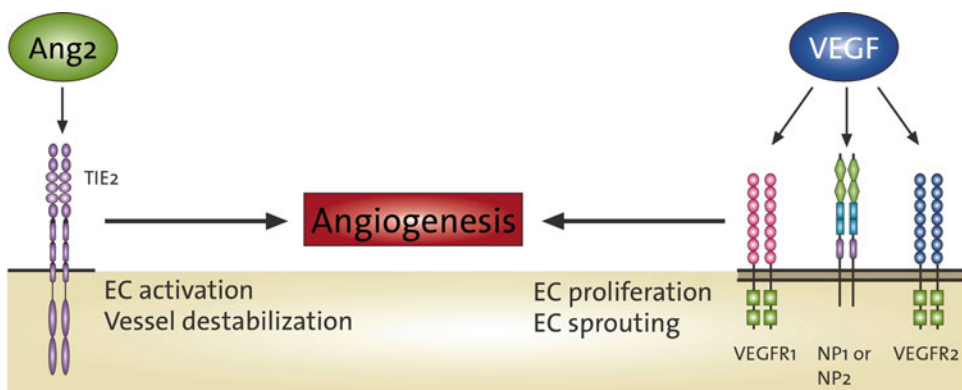 Ang2
VEGF
TIE2
Angiogenesis
EC activation
Vessel destabilization
EC proliferation
EC sprouting
VEGFR1
NP1 or
NP2
VEGFR2